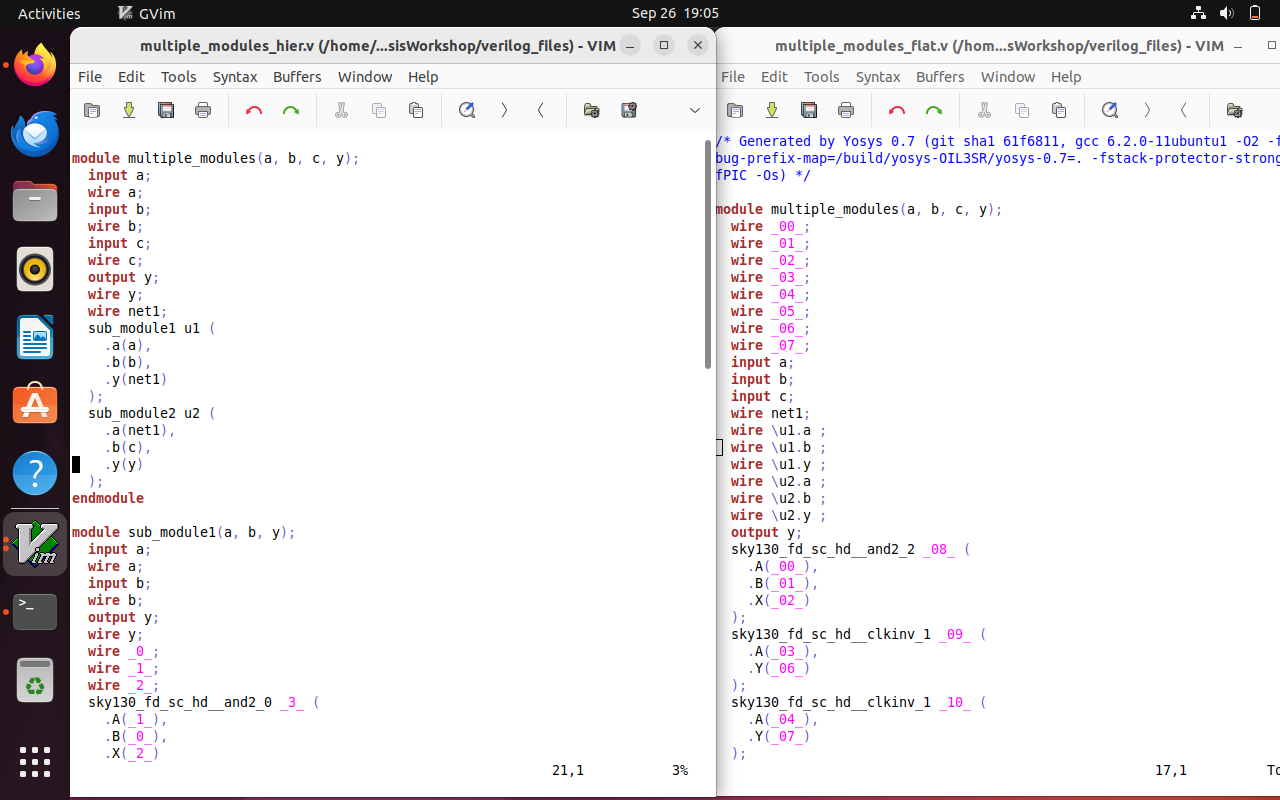 Activities
GVim
Sep 26 19:05
multiple_modules_hier.v (/home/...sisWorkshop/verilog_files) - VIM
File Edit Tools Syntax Buffers Window Help
module multiple_modules(a, b, c, y);
  input a;
  wire a;
  input b;
  wire b;
  input c;
  wire c;
  output y;
  wire y;
  wire net1;
  sub_module1 u1 (
    .a(a),
    .b(b),
    .y(net1)
  );
  sub_module2 u2 (
    .a(net1),
    .b(c),
    .y(y)
  );
endmodule
module sub_module1(a, b, y);
  input a;
  wire a;
  input b;
  wire b;
  output y;
  wire y;
  wire _0_;
  wire _1_;
  wire _2_;
  sky130_fd_sc_hd__and2_0 _3_ (
    .A(_1_),
    .B(_0_),
    .X(_2_)
21,1 3%
multiple_modules_flat.v (/hom...sWorkshop/verilog_files) - VIM
File Edit Tools Syntax Buffers Window Help
/* Generated by Yosys 0.7 (git sha1 61f6811, gcc 6.2.0-11ubuntu1 -O2 -f
bug-prefix-map=/build/yosys-OIL3SR/yosys-0.7=. -fstack-protector-strong
fPIC -Os) */
module multiple_modules(a, b, c, y);
  wire _00_;
  wire _01_;
  wire _02_;
  wire _03_;
  wire _04_;
  wire _05_;
  wire _06_;
  wire _07_;
  input a;
  input b;
  input c;
  wire net1;
  wire \u1.a ;
  wire \u1.b ;
  wire \u1.y ;
  wire \u2.a ;
  wire \u2.b ;
  wire \u2.y ;
  output y;
  sky130_fd_sc_hd__and2_2 _08_ (
    .A(_00_),
    .B(_01_),
    .X(_02_)
  );
  sky130_fd_sc_hd__clkinv_1 _09_ (
    .A(_03_),
    .Y(_06_)
  );
  sky130_fd_sc_hd__clkinv_1 _10_ (
    .A(_04_),
    .Y(_07_)
  );
17,1 To